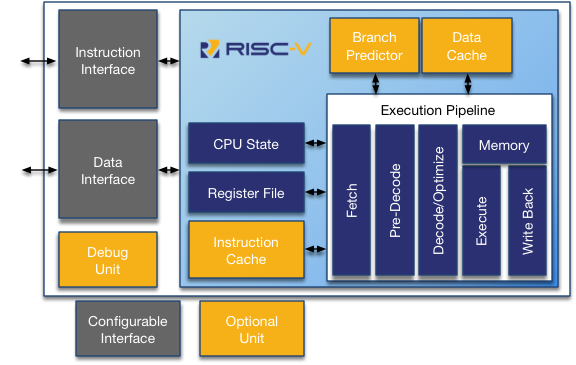 Instruction
Interface
RISC-V
Branch
Predictor
Data
Cache
Execution Pipeline
Data
Interface
CPU State
Register File
Instruction
Cache
Fetch
Pre-Decode
Decode/Optimize
Memory
Execute
Write Back
Debug
Unit
Configurable
Interface
Optional
Unit